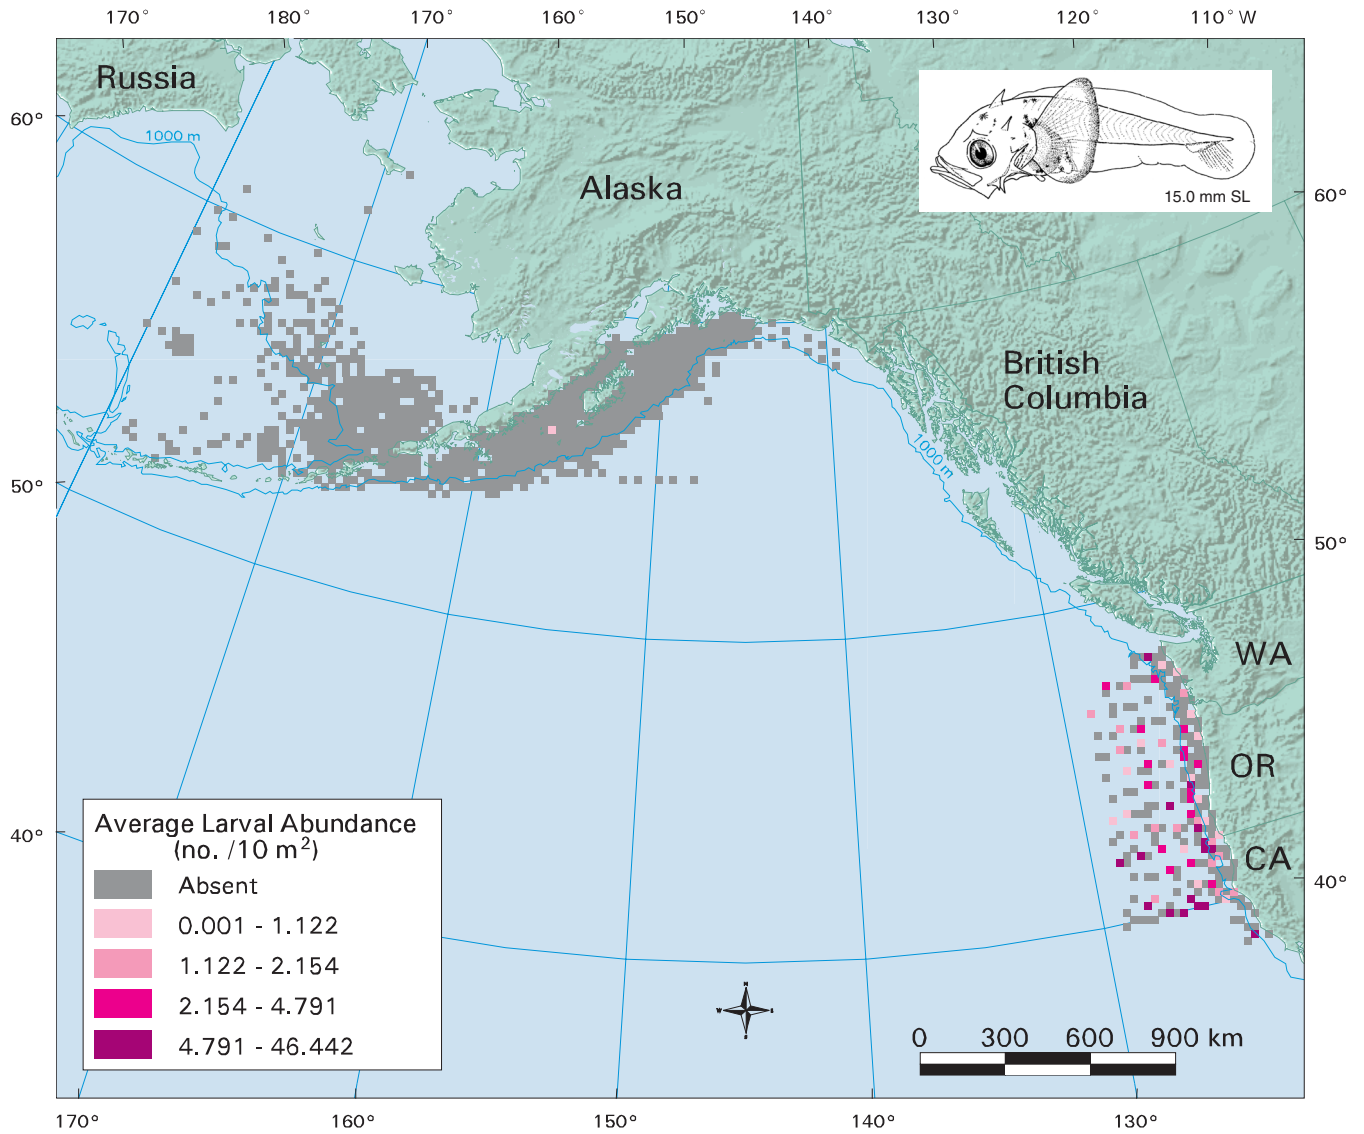 170° 180° 170° 160° 150° 140° 130° 120° 110° W
Russia
60°
1000 m
Alaska
15.0 mm SL
60°
British
Columbia
1000 m
50°
50°
WA
OR
CA
40°
40°
Average Larval Abundance
(no. /10 m²)
Absent
0.001 - 1.122
1.122 - 2.154
2.154 - 4.791
4.791 - 46.442
N
W
S
0 300 600 900 km
170° 160° 150° 140° 130°